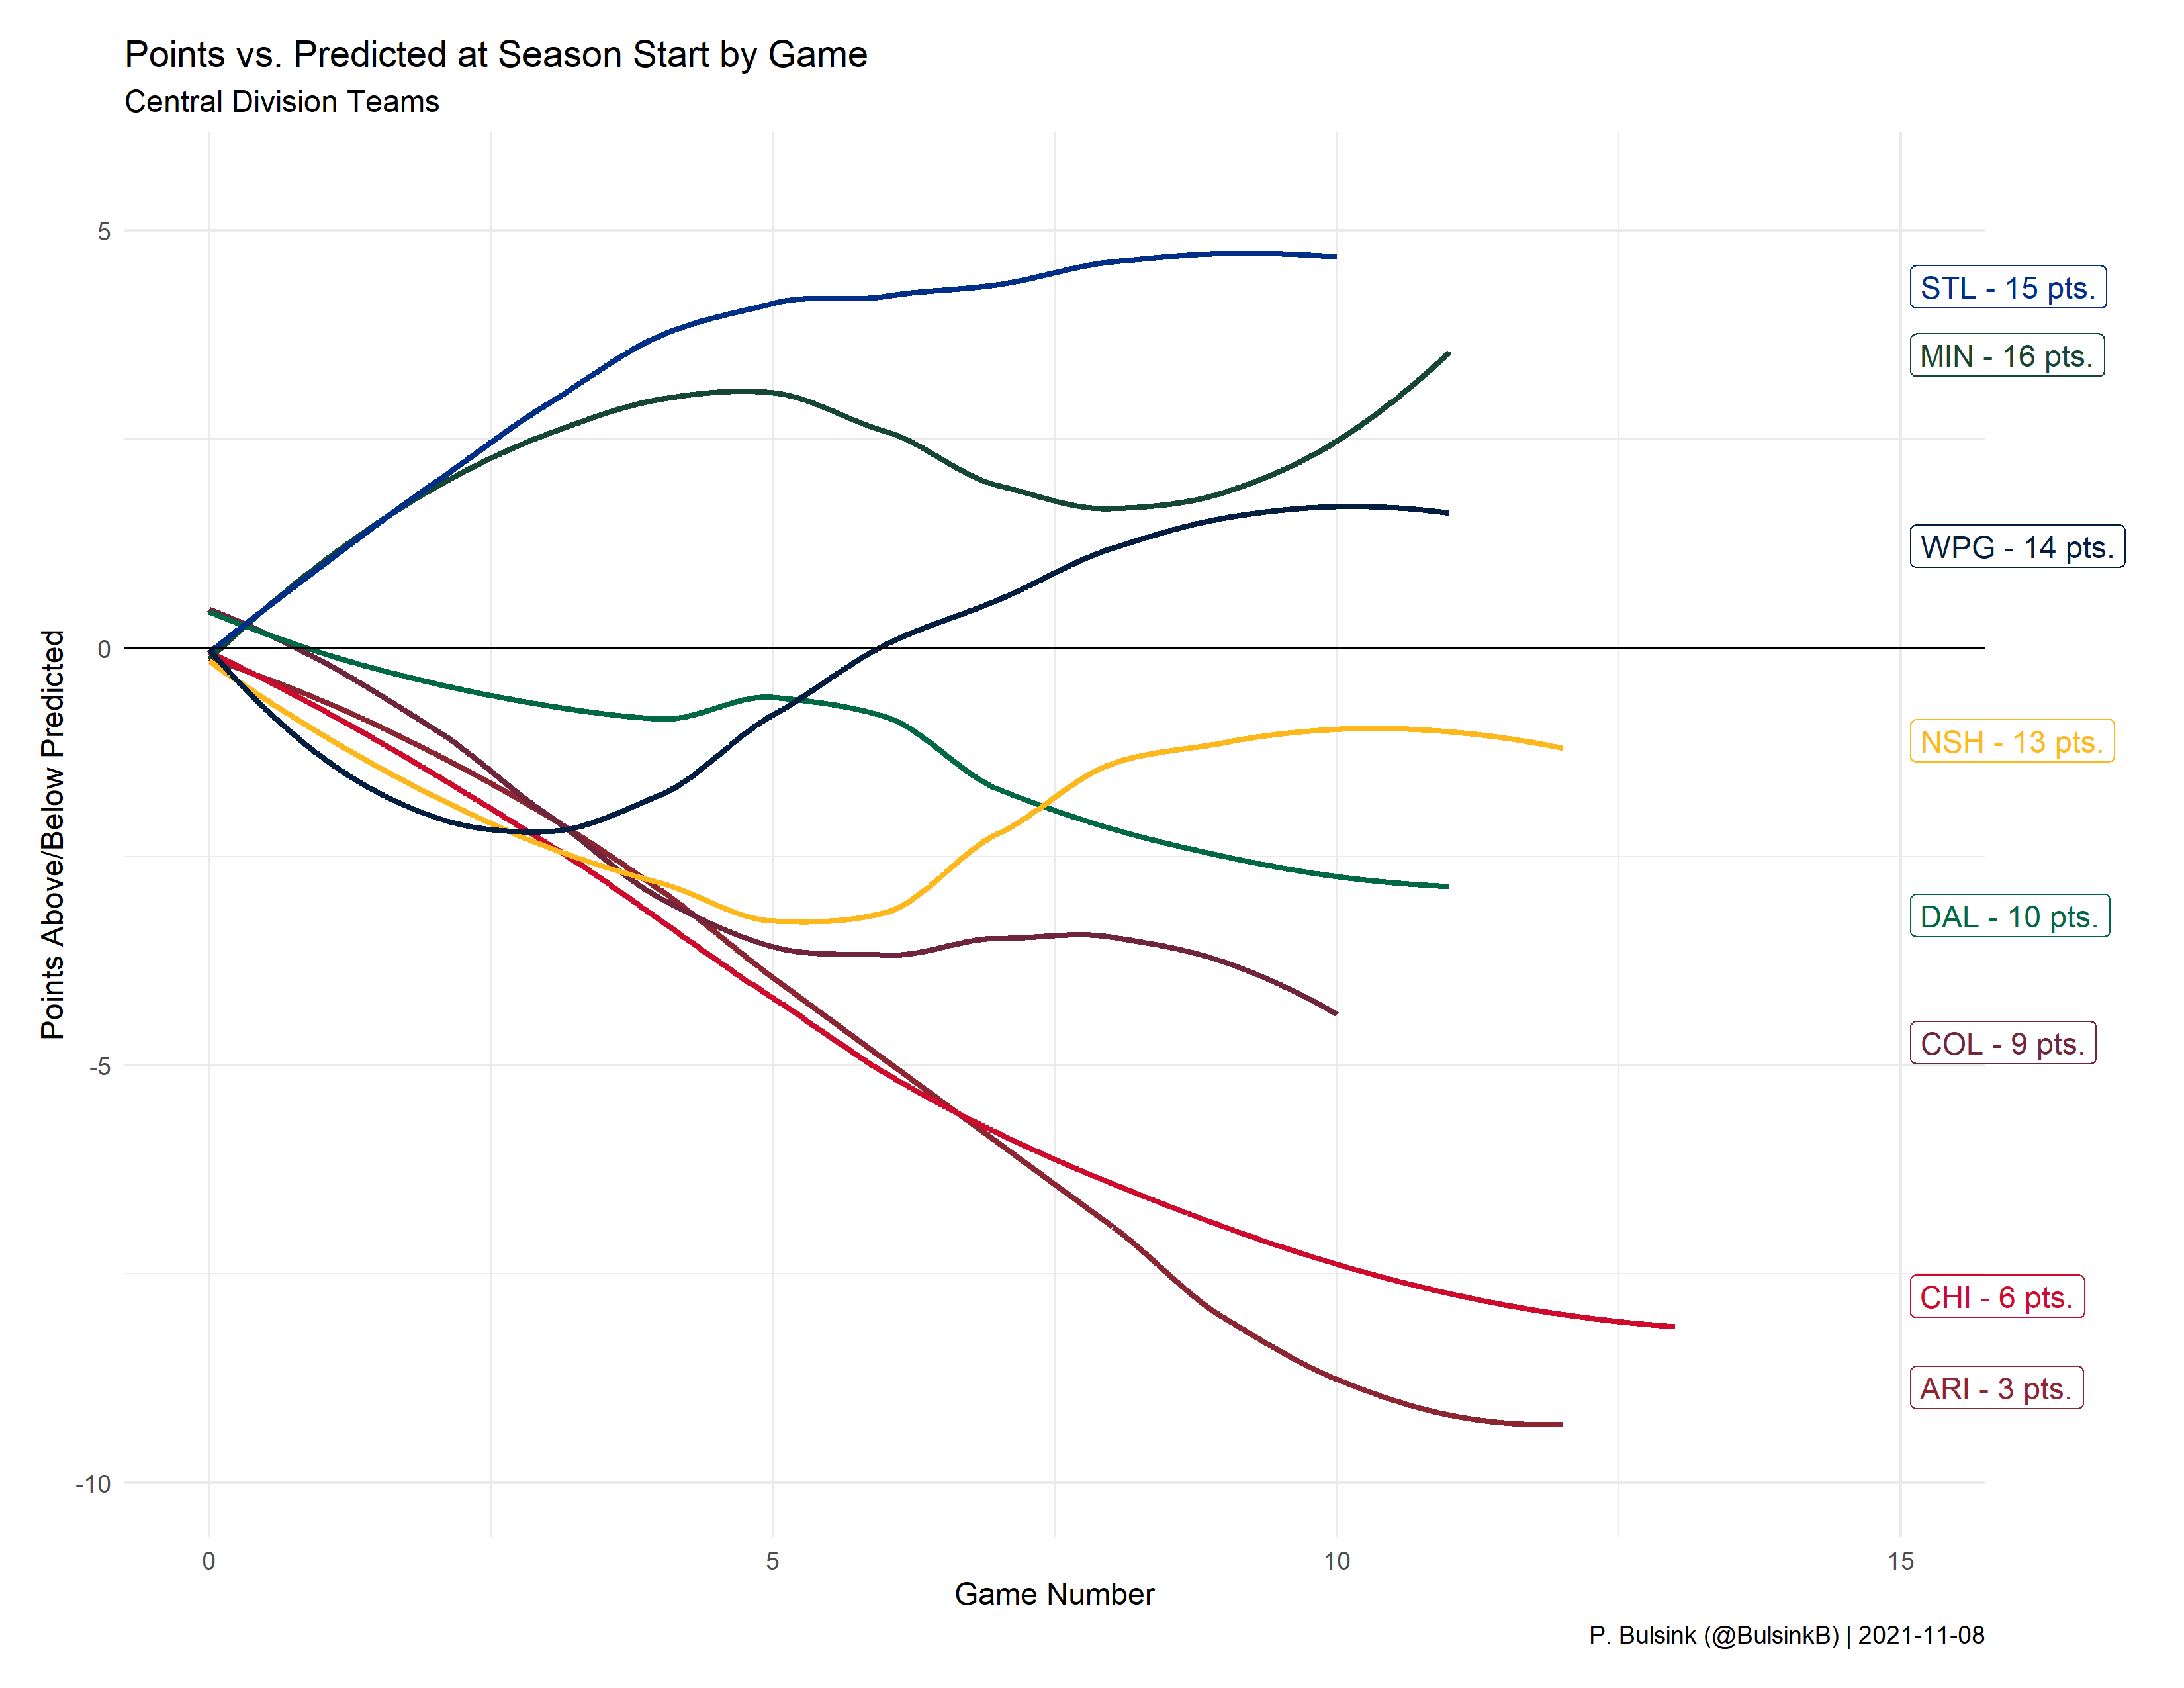 Points vs. Predicted at Season Start by Game
Central Division Teams
Points Above/Below Predicted
5
0
-5
-10
STL - 15 pts.
MIN - 16 pts.
WPG - 14 pts.
NSH - 13 pts.
DAL - 10 pts.
COL - 9 pts.
CHI - 6 pts.
ARI - 3 pts.
0 5 10 15
Game Number
P. Bulsink (@BulsinkB) | 2021-11-08